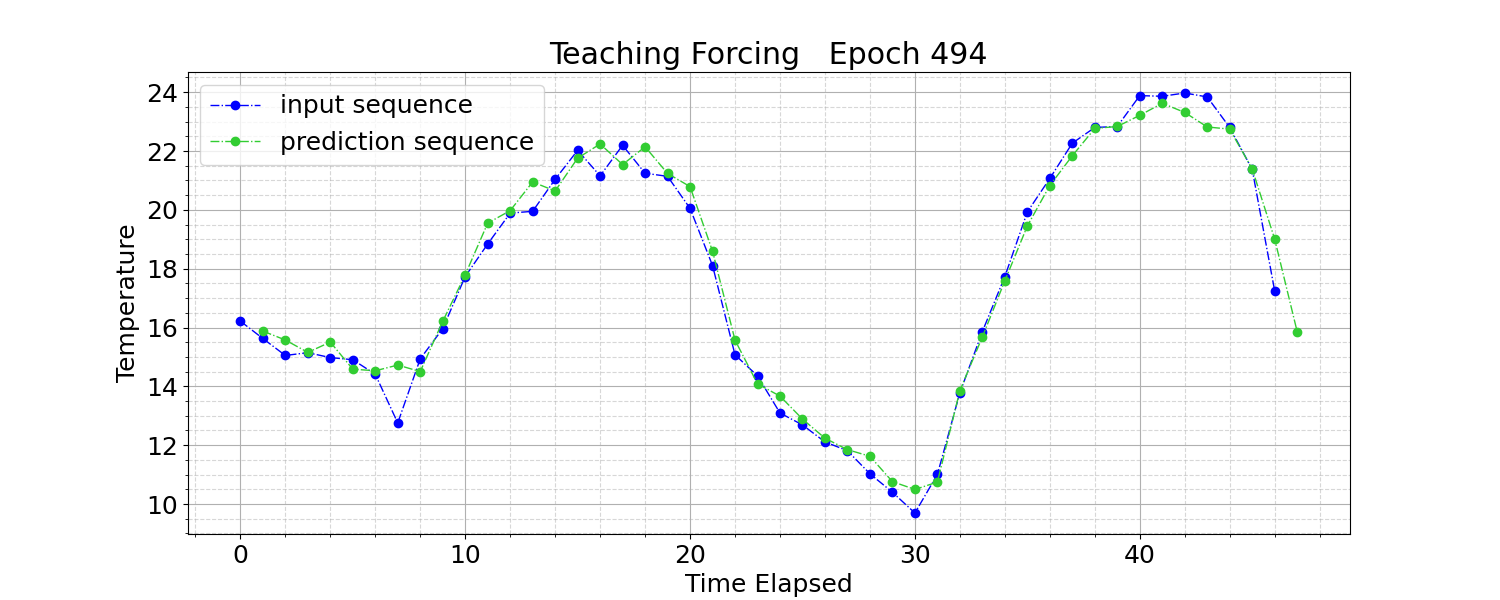 Teaching Forcing   Epoch 494
input sequence
prediction sequence
Temperature
24
22
20
18
16
14
12
10
0 10 20 30 40
Time Elapsed